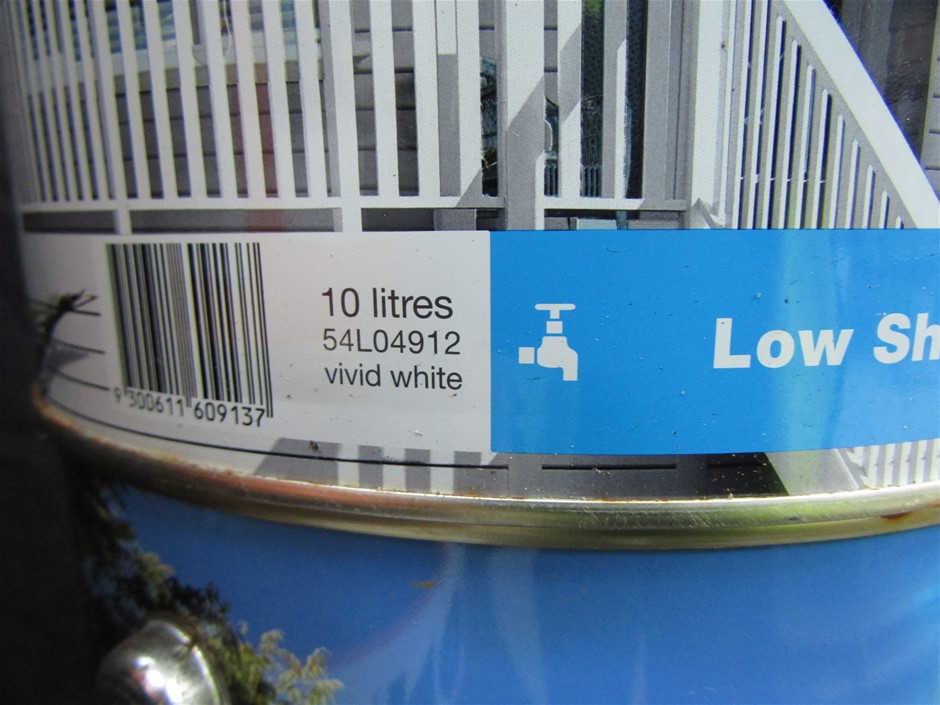 10 litres
54L04912
vivid white
9 300611 609137
Low Sh